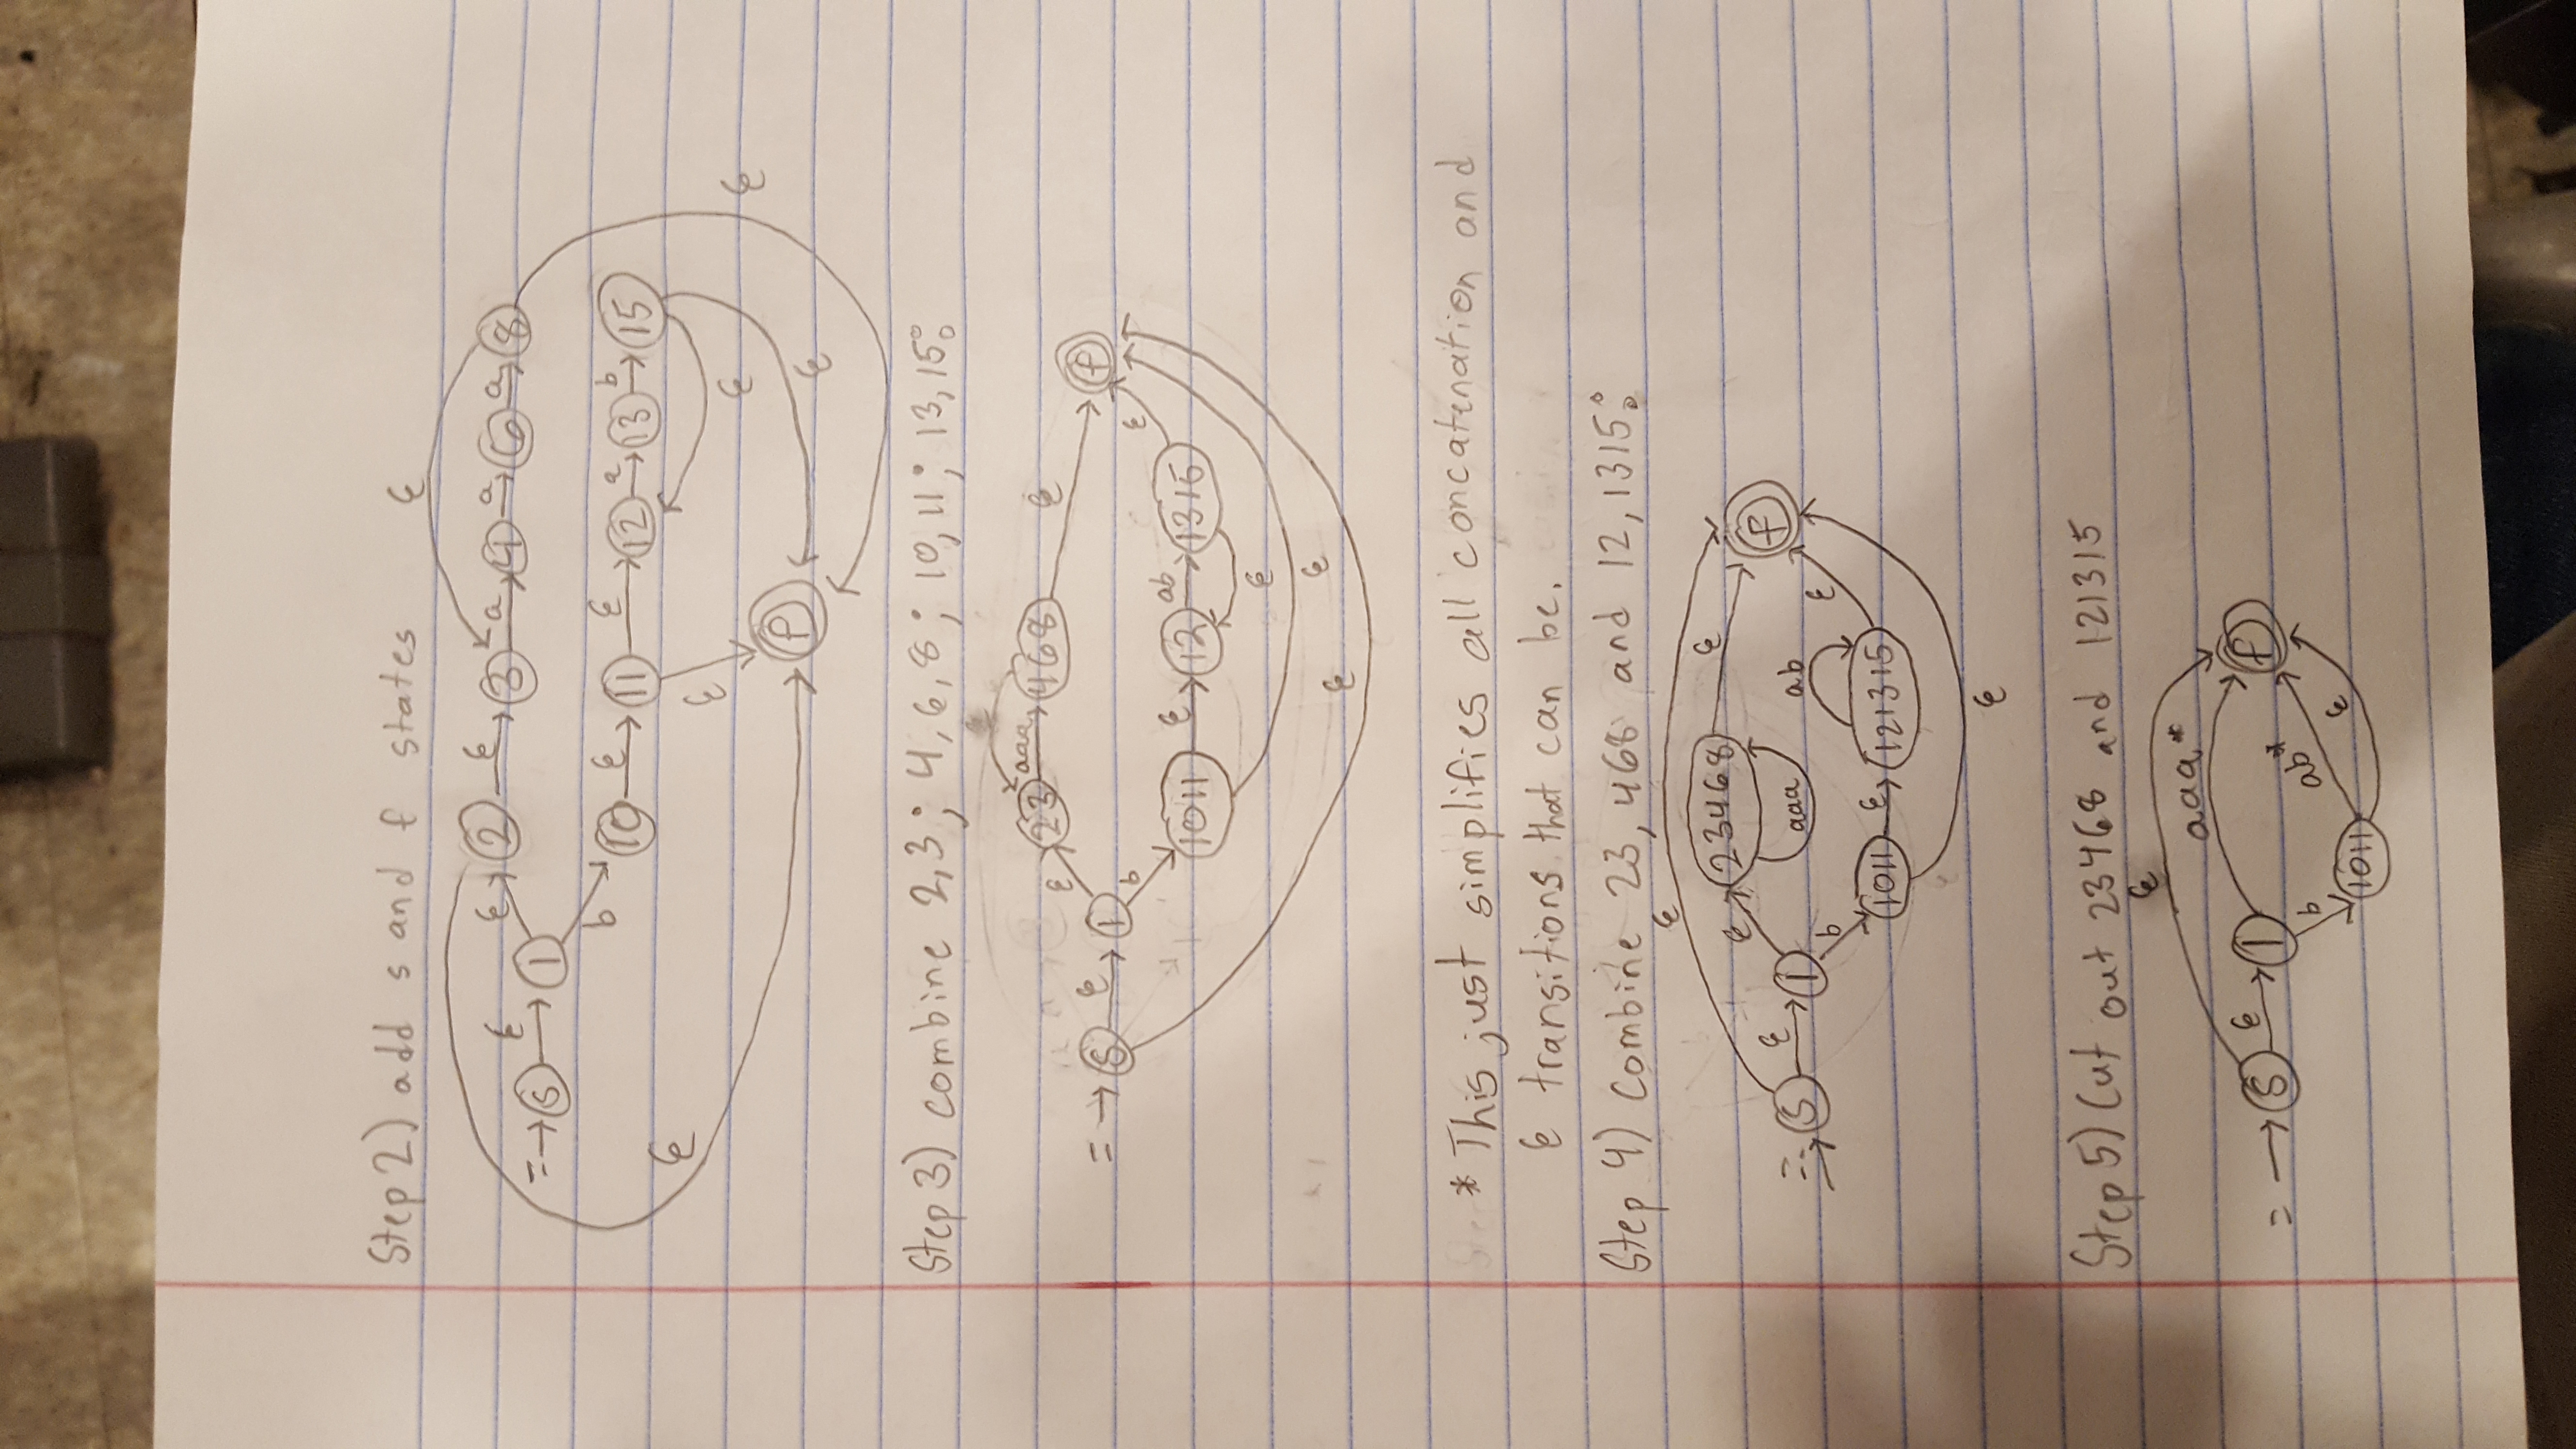 Step 2) add s and f states
ε
ε ε ε a a a
=→ s 1 2 3 4 6 8
b ε ε a b
10 11 12 13 15
ε ε ε ε
ε
f
Step 3) combine 2,3; 4,6,8; 10,11; 13,15:
ε 23 aaa 468 ε
=→ s ε 1 f
b ε ab ε
1011 12 1315
ε
ε
ε
* This just simplifies all concatenation and
ε transitions that can be.
Step 4) Combine 23, 468 and 12, 1315:
ε
ε 23468 ε
=→ s ε 1 aaa ab f
b ε ε
1011 121315
ε
Step 5) Cut out 23468 and 121315
ε
aaa*
=→ s ε 1 f
b ab*
1011 ε